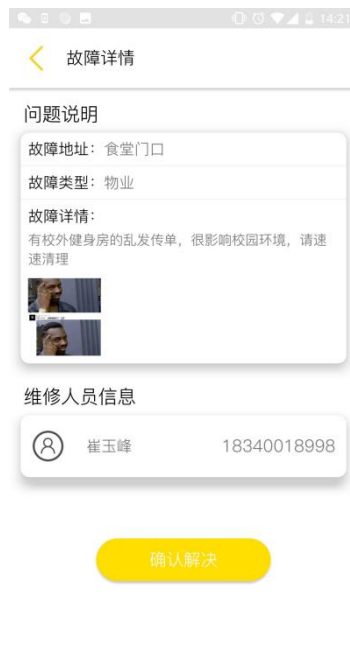 14:21
故障详情
问题说明
故障地址：食堂门口
故障类型：物业
故障详情：
有校外健身房的乱发传单，很影响校园环境，请速
速清理
维修人员信息
崔玉峰 18340018998
确认解决